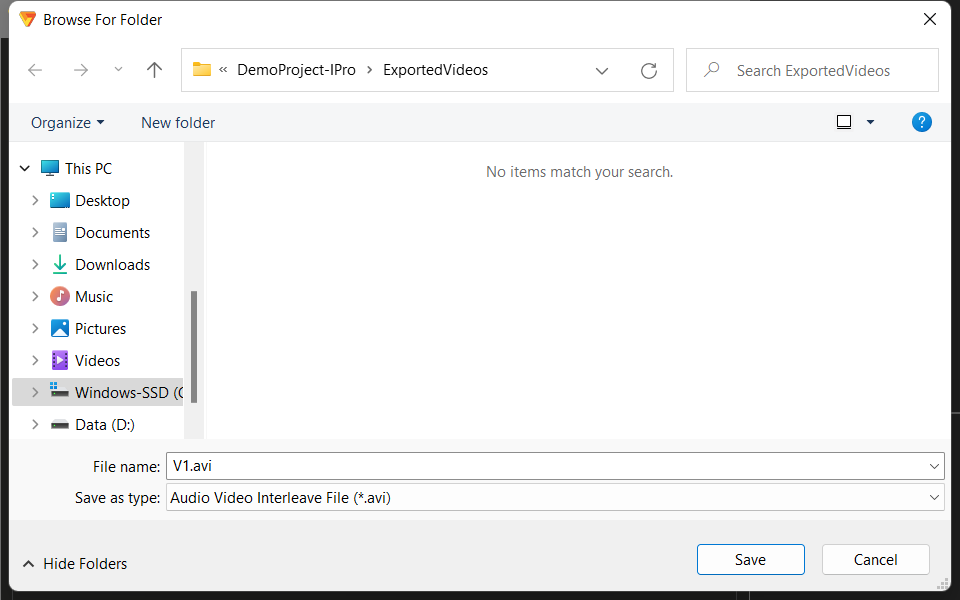 Browse For Folder
« DemoProject-IPro › ExportedVideos
Search ExportedVideos
Organize
New folder
?
No items match your search.
This PC
Desktop
Documents
Downloads
Music
Pictures
Videos
Windows-SSD (C
Data (D:)
File name: V1.avi
Save as type: Audio Video Interleave File (*.avi)
Hide Folders
Save
Cancel